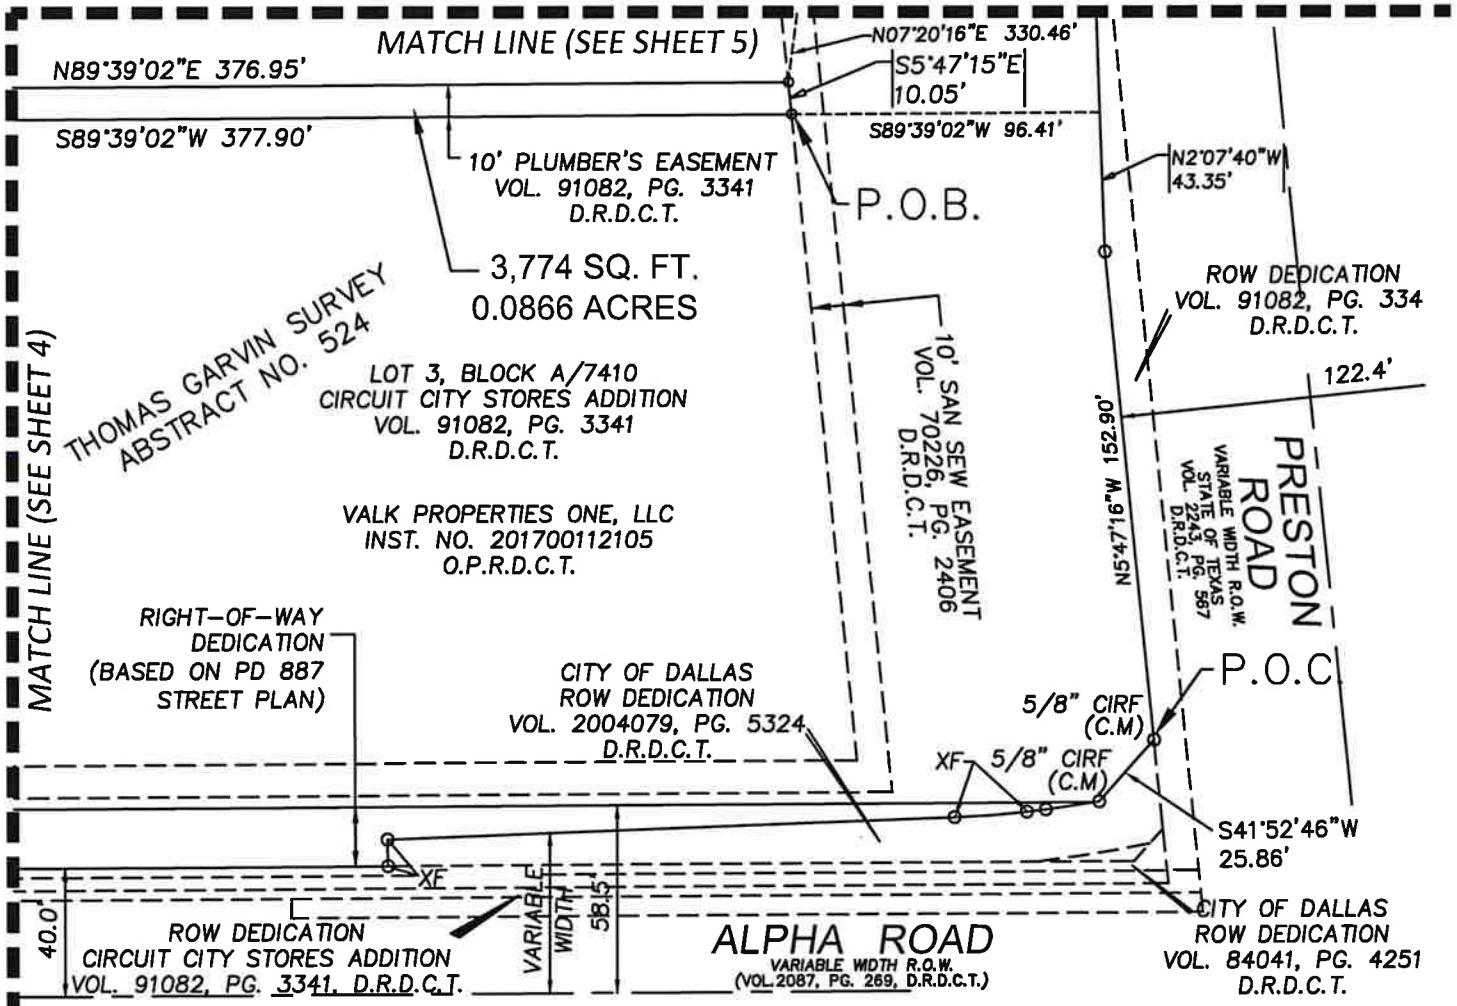 MATCH LINE (SEE SHEET 5)
N07°20'16"E 330.46'
N89°39'02"E 376.95'
S5°47'15"E
10.05'
S89°39'02"W 377.90'
S89°39'02"W 96.41'
10' PLUMBER'S EASEMENT
VOL. 91082, PG. 3341
D.R.D.C.T.
N2°07'40"W
43.35'
P.O.B.
3,774 SQ. FT.
0.0866 ACRES
ROW DEDICATION
VOL. 91082, PG. 334
D.R.D.C.T.
THOMAS GARVIN SURVEY
ABSTRACT NO. 524
MATCH LINE (SEE SHEET 4)
LOT 3, BLOCK A/7410
CIRCUIT CITY STORES ADDITION
VOL. 91082, PG. 3341
D.R.D.C.T.
10' SAN SEW EASEMENT
VOL. 70226, PG. 2406
D.R.D.C.T.
122.4'
N5°47'16"W 152.90'
PRESTON
ROAD
VARIABLE WIDTH R.O.W.
STATE OF TEXAS
VOL. 2243, PG. 567
D.R.D.C.T.
VALK PROPERTIES ONE, LLC
INST. NO. 201700112105
O.P.R.D.C.T.
RIGHT-OF-WAY
DEDICATION
(BASED ON PD 887
STREET PLAN)
CITY OF DALLAS
ROW DEDICATION
VOL. 2004079, PG. 5324
D.R.D.C.T.
P.O.C
5/8" CIRF
(C.M)
XF
5/8" CIRF
(C.M)
S41°52'46"W
25.86'
XF
40.0'
ROW DEDICATION
CIRCUIT CITY STORES ADDITION
VOL. 91082, PG. 3341, D.R.D.C.T.
VARIABLE
WIDTH
58.5'
ALPHA ROAD
VARIABLE WIDTH R.O.W.
(VOL.2087, PG. 269, D.R.D.C.T.)
CITY OF DALLAS
ROW DEDICATION
VOL. 84041, PG. 4251
D.R.D.C.T.